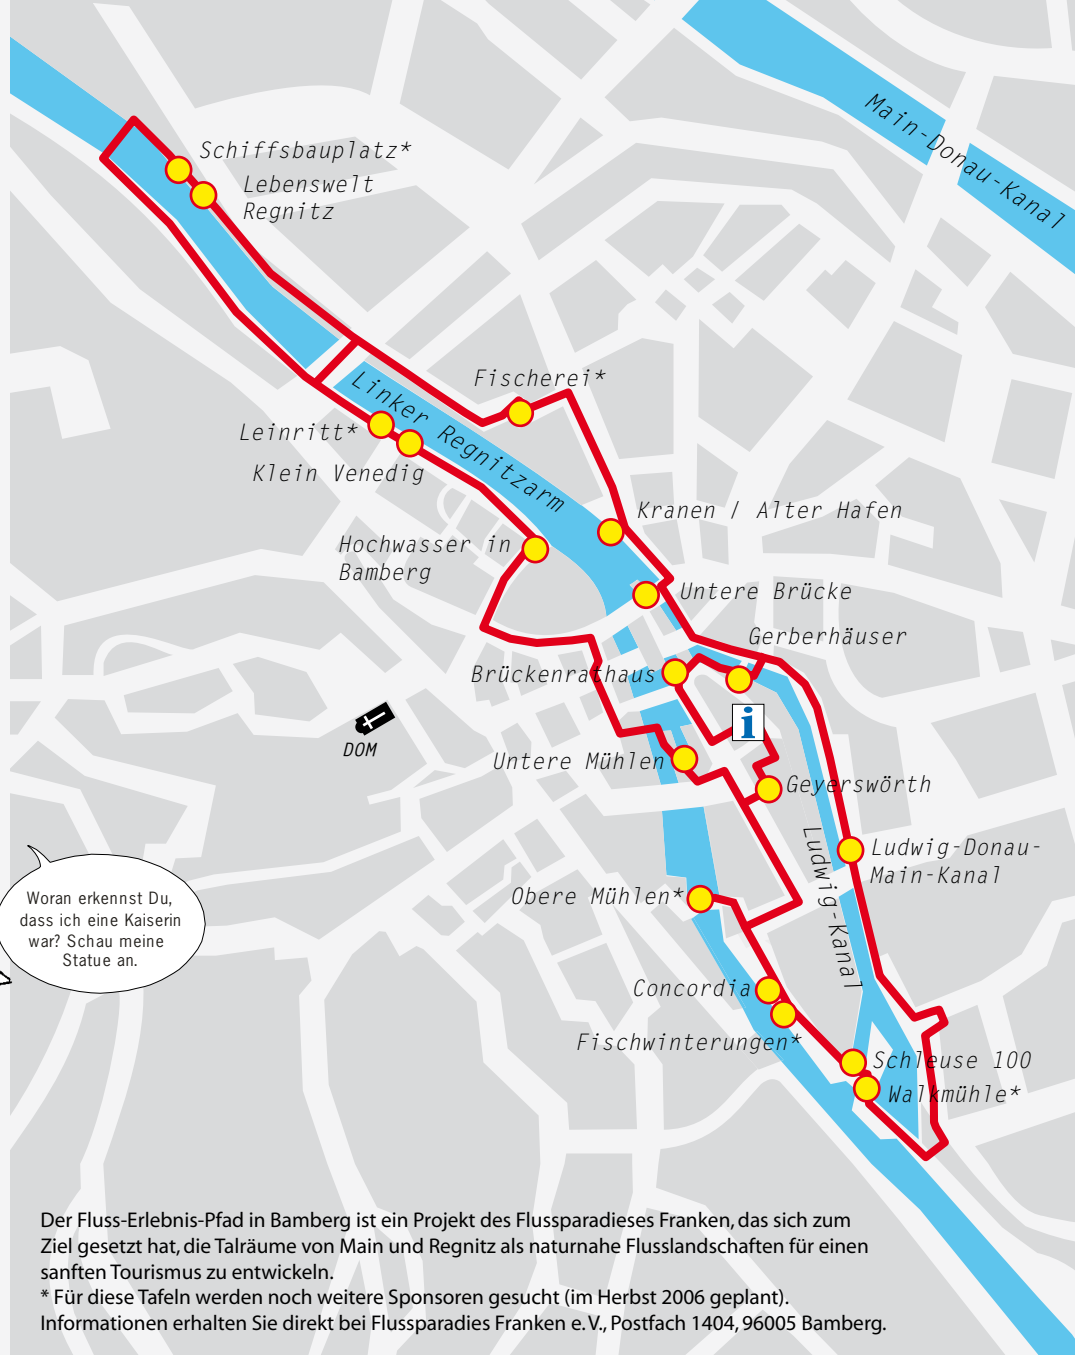 Main-Donau-Kanal
Schiffsbauplatz*
Lebenswelt
Regnitz
Linker Regnitzarm
Fischerei*
Leinritt*
Klein Venedig
Kranen / Alter Hafen
Hochwasser in
Bamberg
Untere Brücke
Gerberhäuser
Brückenrathaus
i
DOM
Untere Mühlen
Geyerswörth
Ludwig-Kanal
Ludwig-Donau-
Main-Kanal
Woran erkennst Du,
dass ich eine Kaiserin
war? Schau meine
Statue an.
Obere Mühlen*
Concordia
Fischwinterungen*
Schleuse 100
Walkmühle*
Der Fluss-Erlebnis-Pfad in Bamberg ist ein Projekt des Flussparadieses Franken, das sich zum
Ziel gesetzt hat, die Talräume von Main und Regnitz als naturnahe Flusslandschaften für einen
sanften Tourismus zu entwickeln.
* Für diese Tafeln werden noch weitere Sponsoren gesucht (im Herbst 2006 geplant).
Informationen erhalten Sie direkt bei Flussparadies Franken e.V., Postfach 1404, 96005 Bamberg.